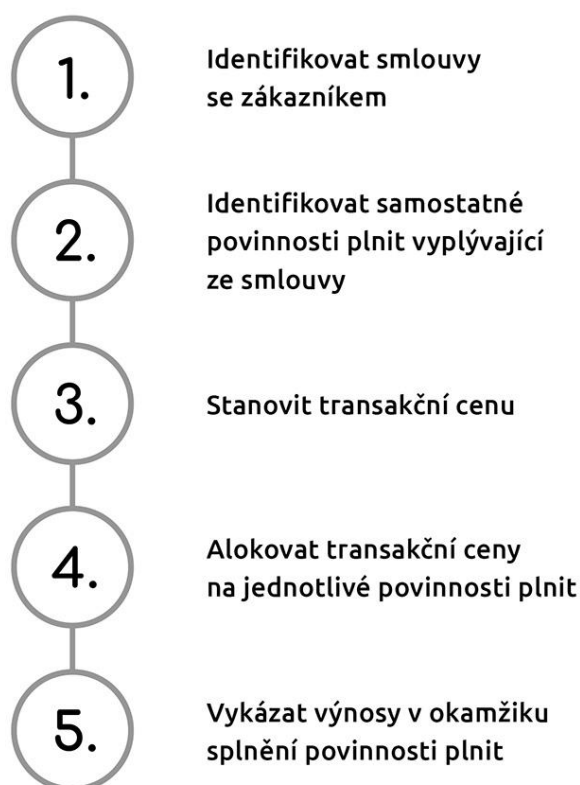 1.
Identifikovat smlouvy
se zákazníkem
2.
Identifikovat samostatné
povinnosti plnit vyplývající
ze smlouvy
3.
Stanovit transakční cenu
4.
Alokovat transakční ceny
na jednotlivé povinnosti plnit
5.
Vykázat výnosy v okamžiku
splnění povinnosti plnit